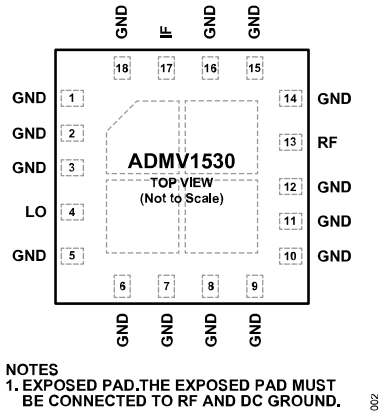 GND IF GND GND
18 17 16 15
GND 1
GND 2
GND 3
LO 4
GND 5
14 GND
13 RF
12 GND
11 GND
10 GND
ADMV1530
TOP VIEW
(Not to Scale)
6 7 8 9
GND GND GND GND
NOTES
1. EXPOSED PAD.THE EXPOSED PAD MUST
BE CONNECTED TO RF AND DC GROUND.
002